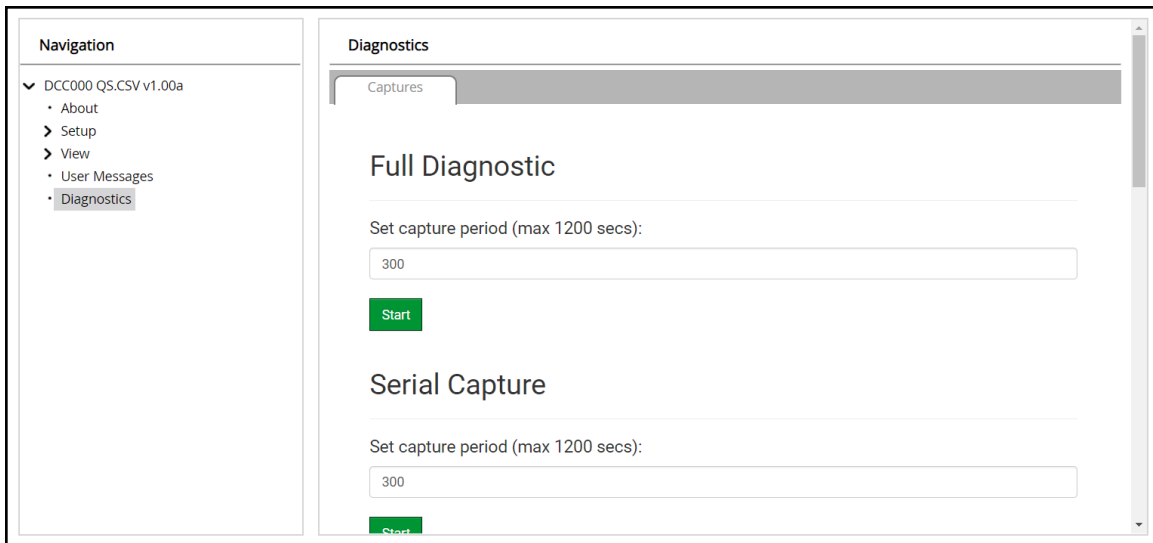 Navigation
DCC000 QS.CSV v1.00a
About
Setup
View
User Messages
Diagnostics
Diagnostics
Captures
Full Diagnostic
Set capture period (max 1200 secs):
300
Start
Serial Capture
Set capture period (max 1200 secs):
300
Start